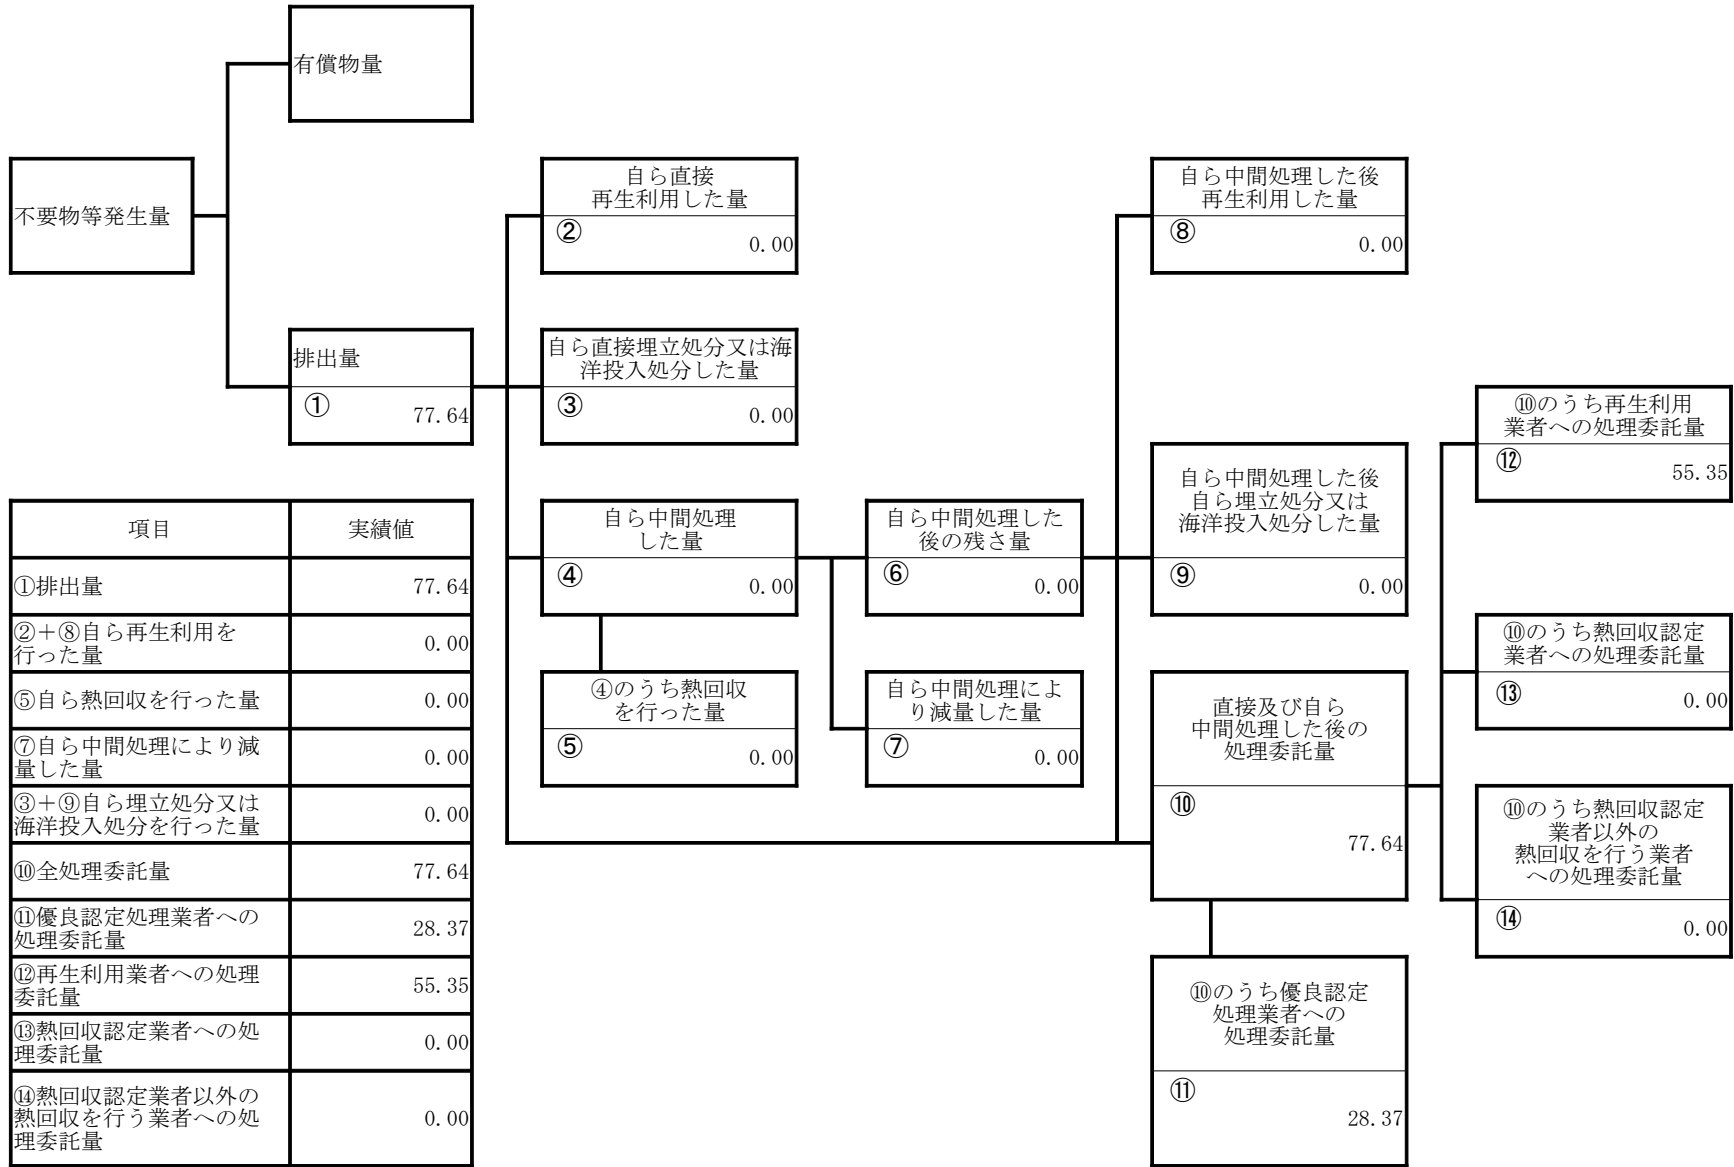 有償物量
不要物等発生量
自ら直接
再生利用した量
②
0.00
自ら中間処理した後
再生利用した量
⑧
0.00
排出量
①
77.64
自ら直接埋立処分又は海
洋投入処分した量
③
0.00
⑩のうち再生利用
業者への処理委託量
⑫
55.35
自ら中間処理した後
自ら埋立処分又は
海洋投入処分した量
⑨
0.00
自ら中間処理
した量
④
0.00
自ら中間処理した
後の残さ量
⑥
0.00
⑩のうち熱回収認定
業者への処理委託量
⑬
0.00
④のうち熱回収
を行った量
⑤
0.00
自ら中間処理によ
り減量した量
⑦
0.00
直接及び自ら
中間処理した後の
処理委託量
⑩
77.64
⑩のうち熱回収認定
業者以外の
熱回収を行う業者
への処理委託量
⑭
0.00
⑩のうち優良認定
処理業者への
処理委託量
⑪
28.37
項目 実績値
①排出量 77.64
②+⑧自ら再生利用を
行った量 0.00
⑤自ら熱回収を行った量 0.00
⑦自ら中間処理により減
量した量 0.00
③+⑨自ら埋立処分又は
海洋投入処分を行った量 0.00
⑩全処理委託量 77.64
⑪優良認定処理業者への
処理委託量 28.37
⑫再生利用業者への処理
委託量 55.35
⑬熱回収認定業者への処
理委託量 0.00
⑭熱回収認定業者以外の
熱回収を行う業者への処
理委託量 0.00